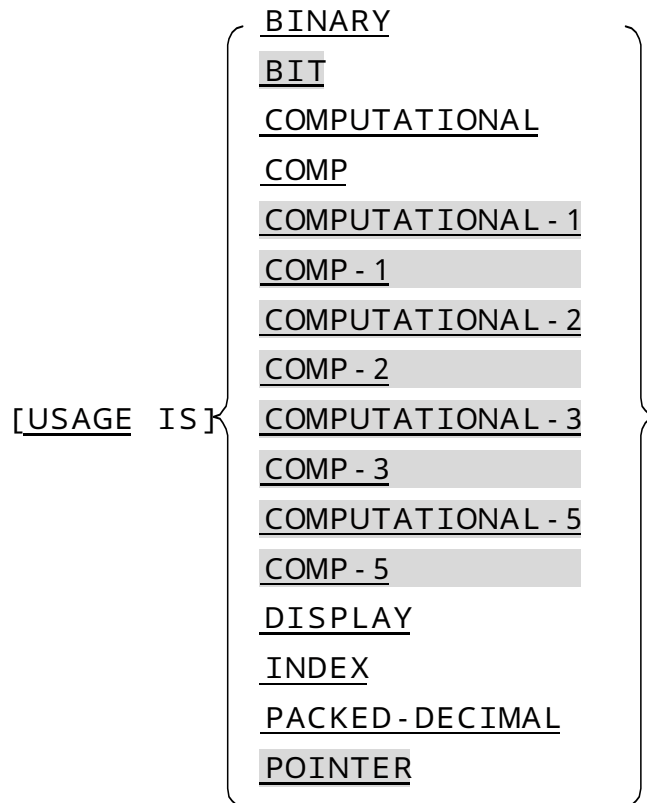 BINARY
BIT
COMPUTATIONAL
COMP
COMPUTATIONAL-1
COMP-1
COMPUTATIONAL-2
COMP-2
[USAGE IS] COMPUTATIONAL-3
COMP-3
COMPUTATIONAL-5
COMP-5
DISPLAY
INDEX
PACKED-DECIMAL
POINTER